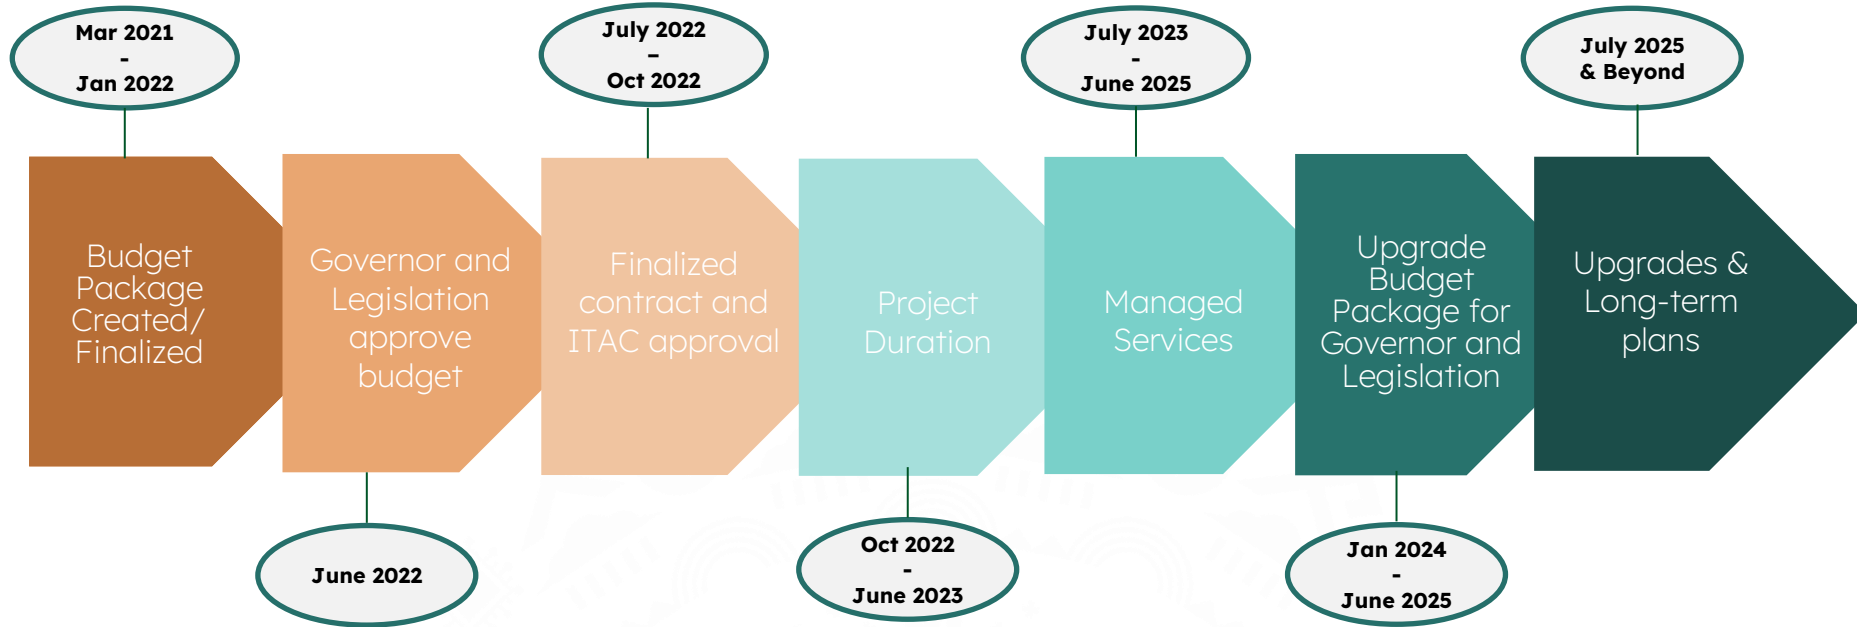 Mar 2021
-
Jan 2022
July 2022
–
Oct 2022
July 2023
-
June 2025
July 2025
& Beyond
Budget
Package
Created/
Finalized
Governor and
Legislation
approve
budget
Finalized
contract and
ITAC approval
Project
Duration
Managed
Services
Upgrade
Budget
Package for
Governor and
Legislation
Upgrades &
Long-term
plans
June 2022
Oct 2022
-
June 2023
Jan 2024
-
June 2025